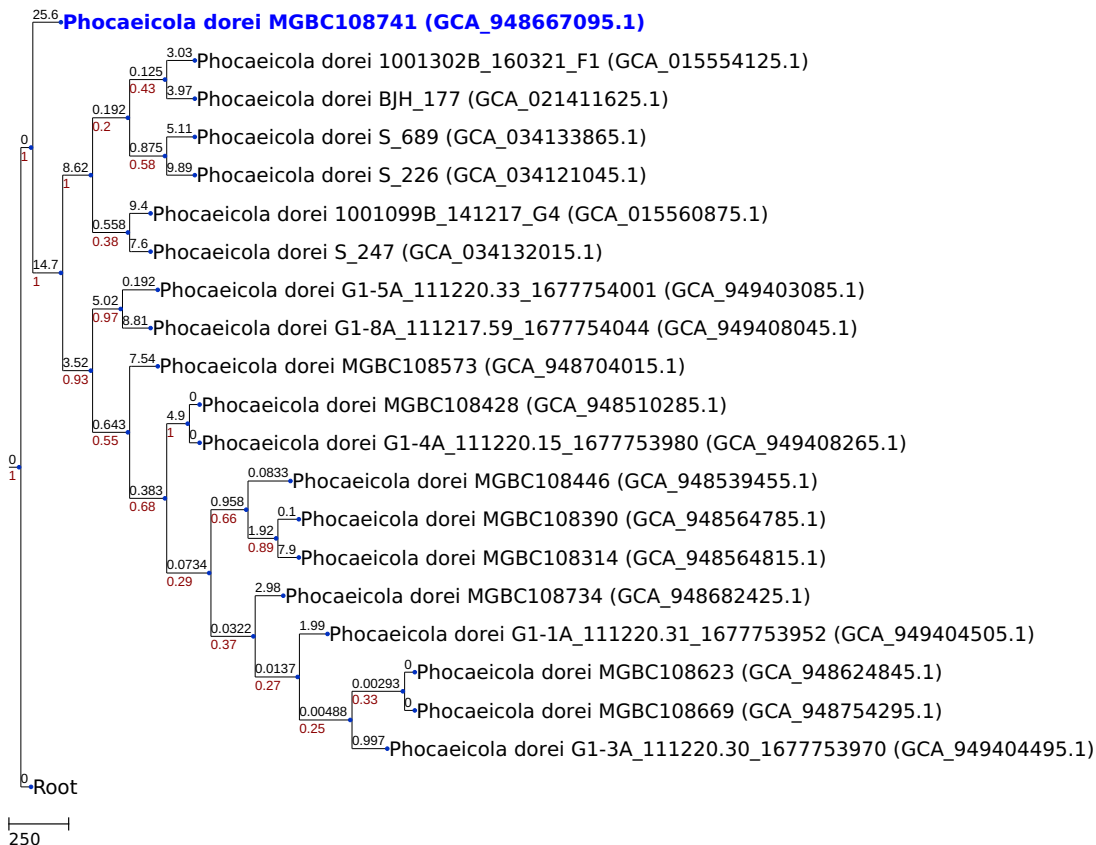 25.6 Phocaeicola dorei MGBC108741 (GCA_948667095.1)
3.03 Phocaeicola dorei 1001302B_160321_F1 (GCA_015554125.1)
0.125
0.43
3.97 Phocaeicola dorei BJH_177 (GCA_021411625.1)
0.192
0.2
5.11 Phocaeicola dorei S_689 (GCA_034133865.1)
0
1
0.875
0.58
8.62
1
9.89 Phocaeicola dorei S_226 (GCA_034121045.1)
9.4 Phocaeicola dorei 1001099B_141217_G4 (GCA_015560875.1)
0.558
0.38
7.6 Phocaeicola dorei S_247 (GCA_034132015.1)
14.7
1
0.192 Phocaeicola dorei G1-5A_111220.33_1677754001 (GCA_949403085.1)
5.02
0.97
8.81 Phocaeicola dorei G1-8A_111217.59_1677754044 (GCA_949408045.1)
3.52
0.93
7.54 Phocaeicola dorei MGBC108573 (GCA_948704015.1)
0 Phocaeicola dorei MGBC108428 (GCA_948510285.1)
4.9
1
0.643
0.55
0 Phocaeicola dorei G1-4A_111220.15_1677753980 (GCA_949408265.1)
0
1
0.0833 Phocaeicola dorei MGBC108446 (GCA_948539455.1)
0.383
0.68
0.958
0.66
0.1 Phocaeicola dorei MGBC108390 (GCA_948564785.1)
1.92
0.89
7.9 Phocaeicola dorei MGBC108314 (GCA_948564815.1)
0.0734
0.29
2.98 Phocaeicola dorei MGBC108734 (GCA_948682425.1)
0.0322
0.37
1.99 Phocaeicola dorei G1-1A_111220.31_1677753952 (GCA_949404505.1)
0.0137
0.27
0 Phocaeicola dorei MGBC108623 (GCA_948624845.1)
0.00293
0.33
0 Phocaeicola dorei MGBC108669 (GCA_948754295.1)
0.00488
0.25
0.997 Phocaeicola dorei G1-3A_111220.30_1677753970 (GCA_949404495.1)
0 Root
250